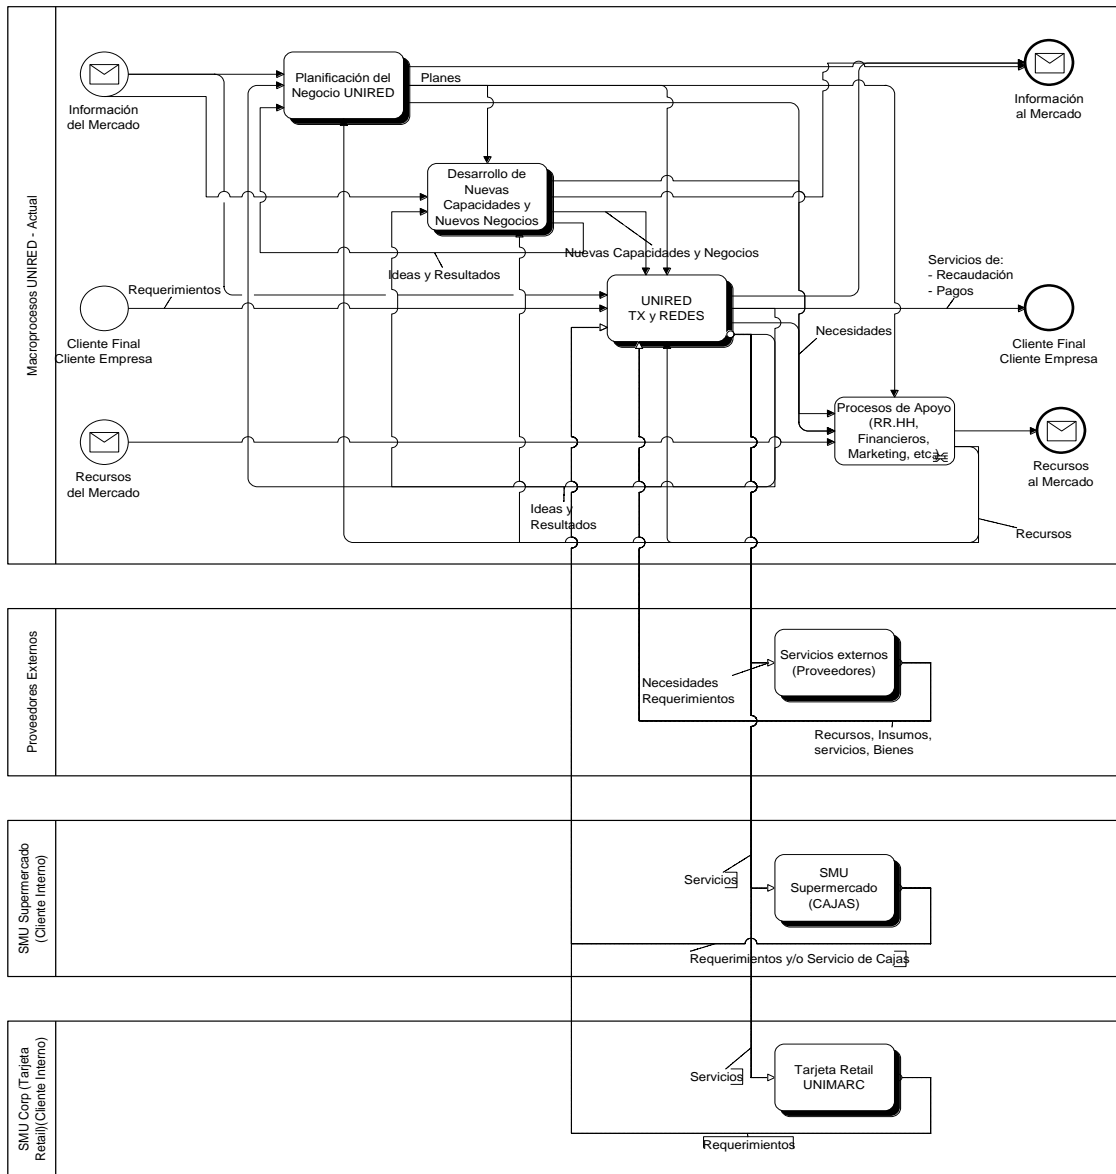 Macroprocesos UNIRED - Actual
Información
del Mercado
Planificación del
Negocio UNIRED
Planes
Información
al Mercado
Desarrollo de
Nuevas
Capacidades y
Nuevos Negocios
Ideas y Resultados
Nuevas Capacidades y Negocios
Servicios de:
- Recaudación
- Pagos
Requerimientos
Cliente Final
Cliente Empresa
UNIRED
TX y REDES
Necesidades
Cliente Final
Cliente Empresa
Procesos de Apoyo
(RR.HH,
Financieros,
Marketing, etc.)
Recursos
del Mercado
Recursos
al Mercado
Ideas y
Resultados
Recursos
Proveedores Externos
Servicios externos
(Proveedores)
Necesidades
Requerimientos
Recursos, Insumos,
servicios, Bienes
SMU Supermercado
(Cliente Interno)
SMU
Supermercado
(CAJAS)
Servicios
Requerimientos y/o Servicio de Cajas
SMU Corp (Tarjeta
Retail)(Cliente Interno)
Tarjeta Retail
UNIMARC
Servicios
Requerimientos